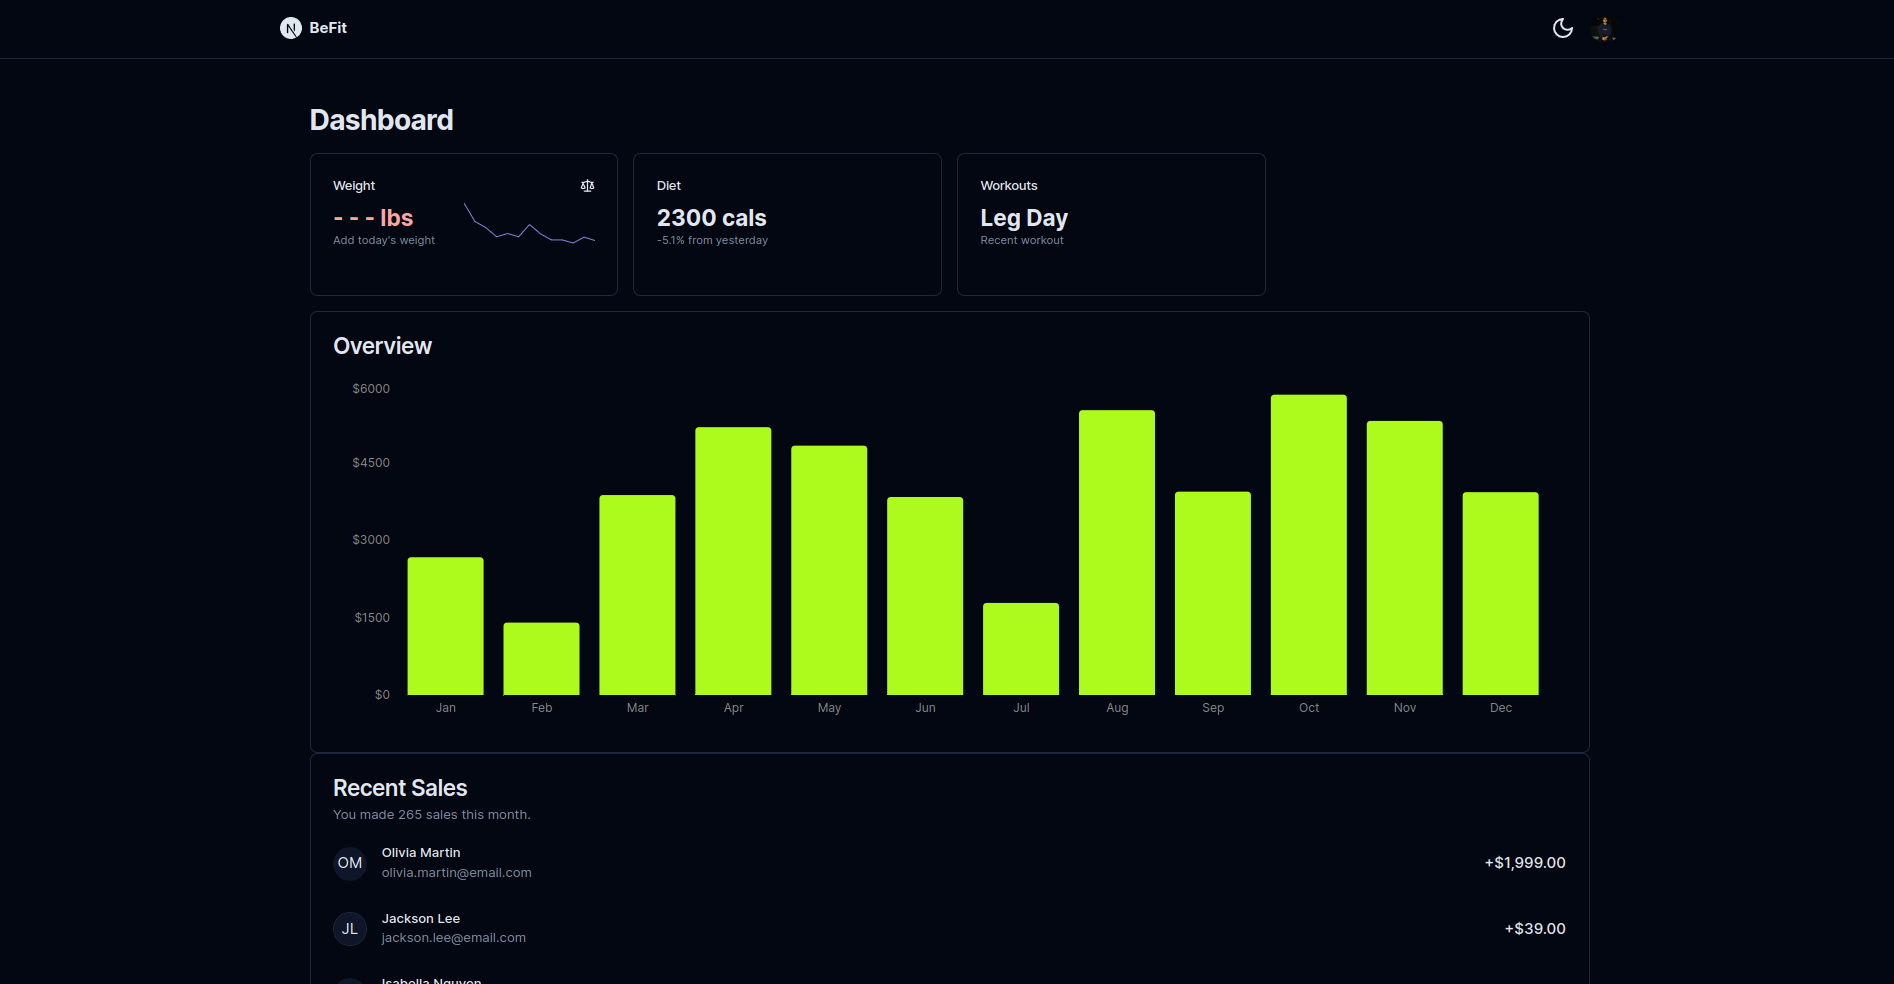 N BeFit
Dashboard
Weight
- - - lbs
Add today's weight
Diet
2300 cals
-5.1% from yesterday
Workouts
Leg Day
Recent workout
Overview
$6000
$4500
$3000
$1500
$0
Jan Feb Mar Apr May Jun Jul Aug Sep Oct Nov Dec
Recent Sales
You made 265 sales this month.
OM
Olivia Martin
olivia.martin@email.com
+$1,999.00
JL
Jackson Lee
jackson.lee@email.com
+$39.00
Isabella Nguyen